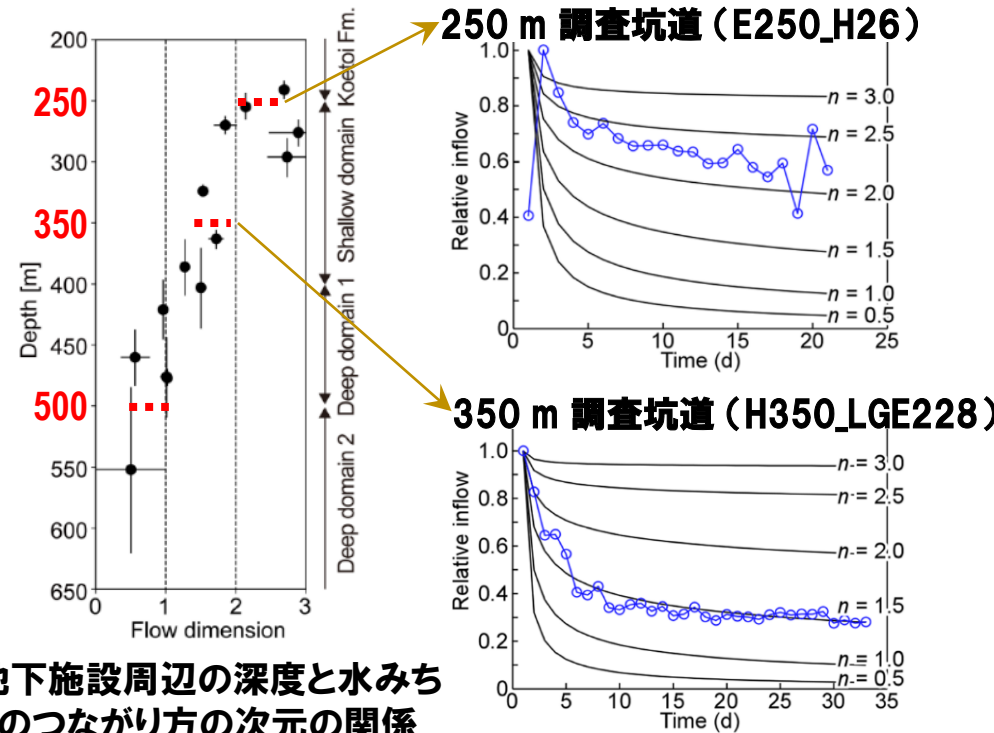 200
250
300
350
400
450
500
550
600
650
Depth [m]
0
1
2
3
Flow dimension
Koetoi Fm.
Shallow domain
Deep domain 1
Deep domain 2
地下施設周辺の深度と水みち
のつながり方の次元の関係
250 m 調査坑道（E250_H26）
1.0
0.8
0.6
0.4
0.2
0
Relative inflow
n = 3.0
n = 2.5
n = 2.0
n = 1.5
n = 1.0
n = 0.5
0
5
10
15
20
25
Time (d)
350 m 調査坑道（H350_LGE228）
1.0
0.8
0.6
0.4
0.2
0
Relative inflow
n = 3.0
n = 2.5
n = 2.0
n = 1.5
n = 1.0
n = 0.5
0
5
10
15
20
25
30
35
Time (d)